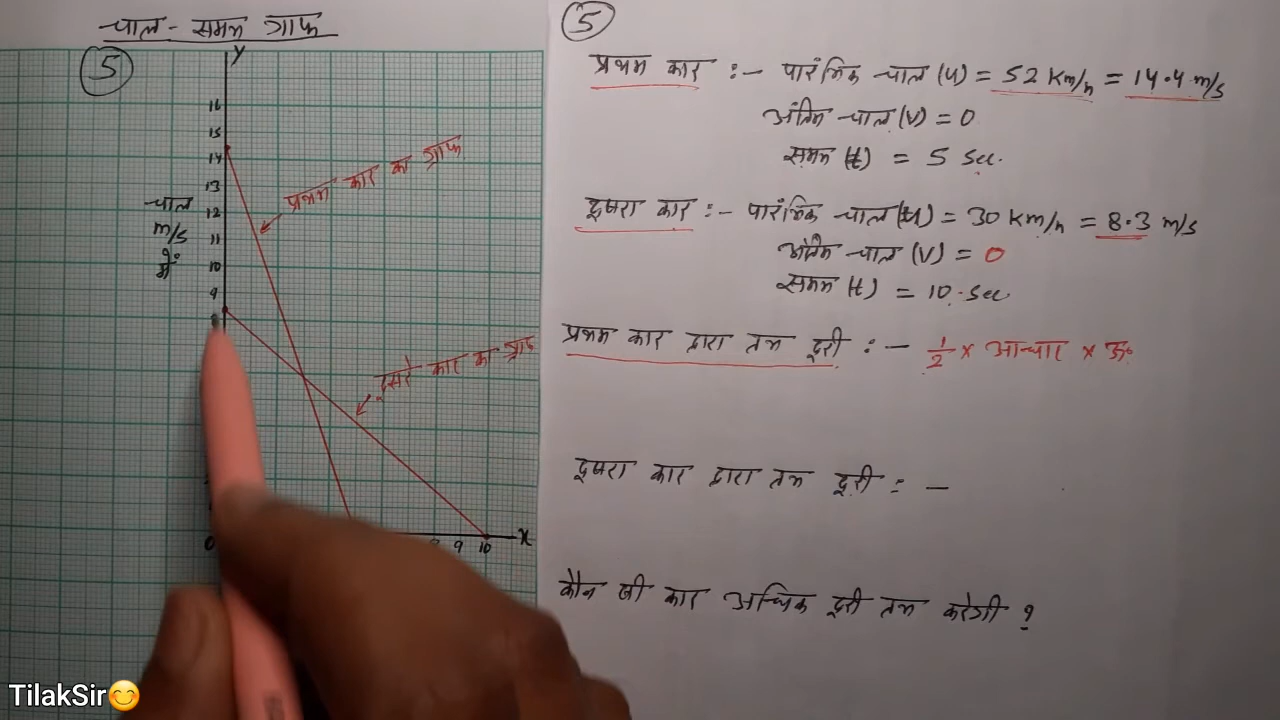 चाल - समय ग्राफ
5
Y
16
15
14
13
12
11
10
9
8
चाल
m/s
में
प्रथम कार का ग्राफ
दूसरे कार का ग्राफ
0
8 9 10 X
5
प्रथम कार :- पारंभिक चाल (u) = 52 Km/h = 14.4 m/s
अंतिम चाल (V) = 0
समय (t) = 5 Sec.
दूसरा कार :- पारंभिक चाल (u) = 30 Km/h = 8.3 m/s
अंतिम चाल (V) = 0
समय (t) = 10 Sec
प्रथम कार द्वारा तय दूरी :- 1/2 × आधार × ऊं
दूसरा कार द्वारा तय दूरी :-
कौन सी कार अधिक दूरी तय करेगी ?
TilakSir😊